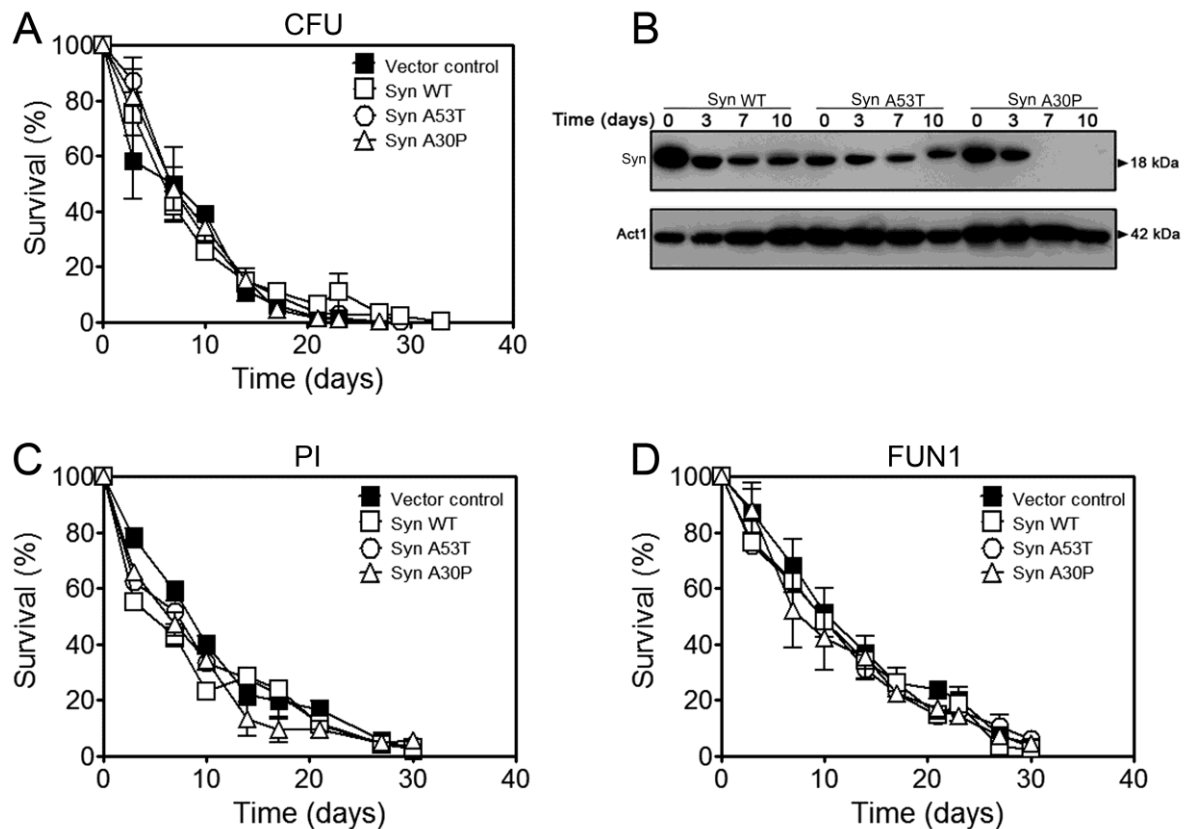 A
CFU
Survival (%)
100
80
60
40
20
0
0 10 20 30 40
Time (days)
Vector control
Syn WT
Syn A53T
Syn A30P
B
Syn WT Syn A53T Syn A30P
Time (days) 0 3 7 10 0 3 7 10 0 3 7 10
Syn 18 kDa
Act1 42 kDa
C
PI
Survival (%)
100
80
60
40
20
0
0 10 20 30 40
Time (days)
Vector control
Syn WT
Syn A53T
Syn A30P
D
FUN1
Survival (%)
100
80
60
40
20
0
0 10 20 30 40
Time (days)
Vector control
Syn WT
Syn A53T
Syn A30P